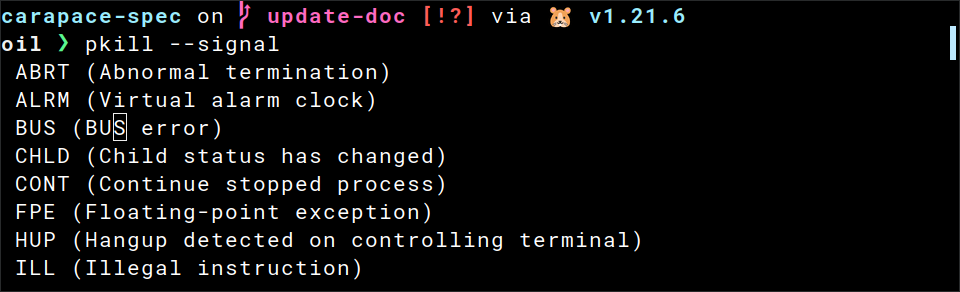 carapace-spec on update-doc [!?] via 🐹 v1.21.6
oil ❯ pkill --signal
ABRT (Abnormal termination)
ALRM (Virtual alarm clock)
BUS (BUS error)
CHLD (Child status has changed)
CONT (Continue stopped process)
FPE (Floating-point exception)
HUP (Hangup detected on controlling terminal)
ILL (Illegal instruction)